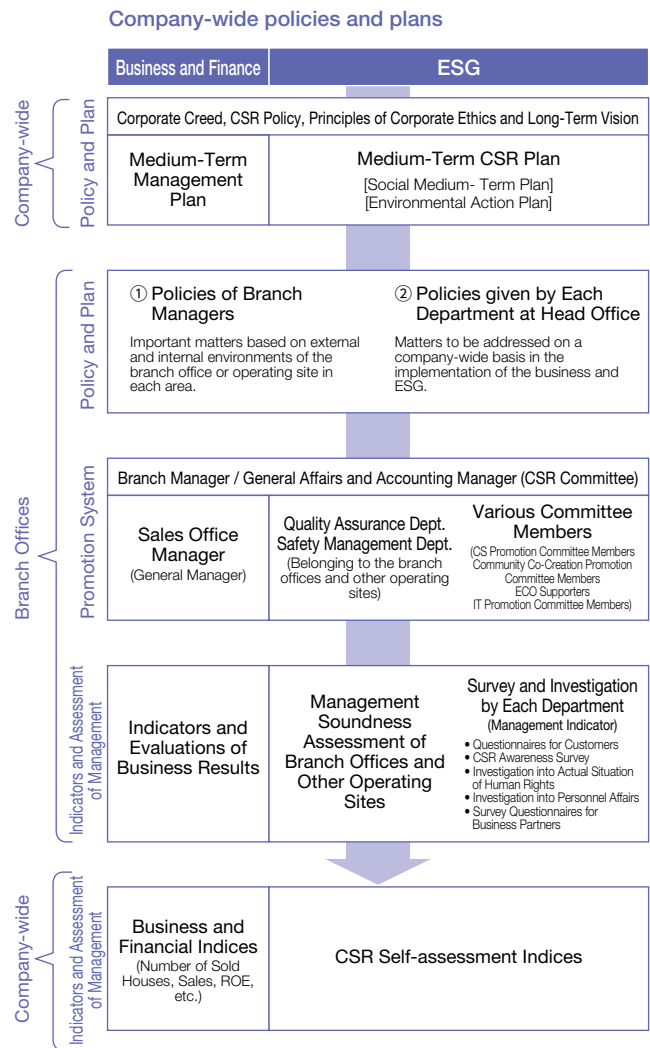 Company-wide policies and plans
Business and Finance
ESG
Company-wide
Policy and Plan
Corporate Creed, CSR Policy, Principles of Corporate Ethics and Long-Term Vision
Medium-Term
Management
Plan
Medium-Term CSR Plan
[Social Medium- Term Plan]
[Environmental Action Plan]
Branch Offices
Policy and Plan
① Policies of Branch
Managers
Important matters based on external
and internal environments of the
branch office or operating site in
each area.
② Policies given by Each
Department at Head Office
Matters to be addressed on a
company-wide basis in the
implementation of the business and
ESG.
Promotion System
Branch Manager / General Affairs and Accounting Manager (CSR Committee)
Sales Office
Manager
(General Manager)
Quality Assurance Dept.
Safety Management Dept.
(Belonging to the branch
offices and other operating
sites)
Various Committee
Members
(CS Promotion Committee Members
Community Co-Creation Promotion
Committee Members
ECO Supporters
IT Promotion Committee Members)
Indicators and Assessment
of Management
Indicators and
Evaluations of
Business Results
Management
Soundness
Assessment of
Branch Offices and
Other Operating
Sites
Survey and Investigation
by Each Department
(Management Indicator)
• Questionnaires for Customers
• CSR Awareness Survey
• Investigation into Actual Situation
of Human Rights
• Investigation into Personnel Affairs
• Survey Questionnaires for
Business Partners
Company-wide
Indicators and Assessment
of Management
Business and
Financial Indices
(Number of Sold
Houses, Sales, ROE,
etc.)
CSR Self-assessment Indices